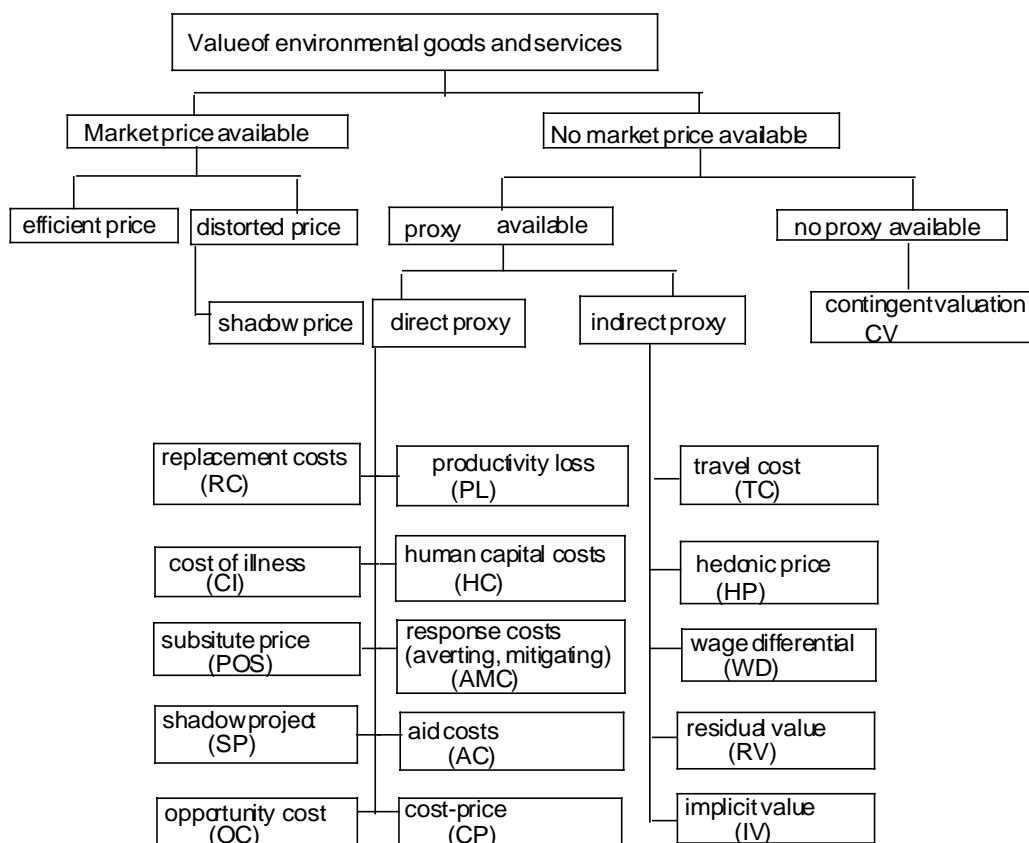 Value of environmental goods and services
Market price available
No market price available
efficient price
distorted price
proxy available
no proxy available
shadow price
direct proxy
indirect proxy
contingent valuation
CV
replacement costs
(RC)
productivity loss
(PL)
travel cost
(TC)
cost of illness
(CI)
human capital costs
(HC)
hedonic price
(HP)
subsitute price
(POS)
response costs
(averting, mitigating)
(AMC)
wage differential
(WD)
shadow project
(SP)
aid costs
(AC)
residual value
(RV)
opportunity cost
(OC)
cost-price
(CP)
implicit value
(IV)